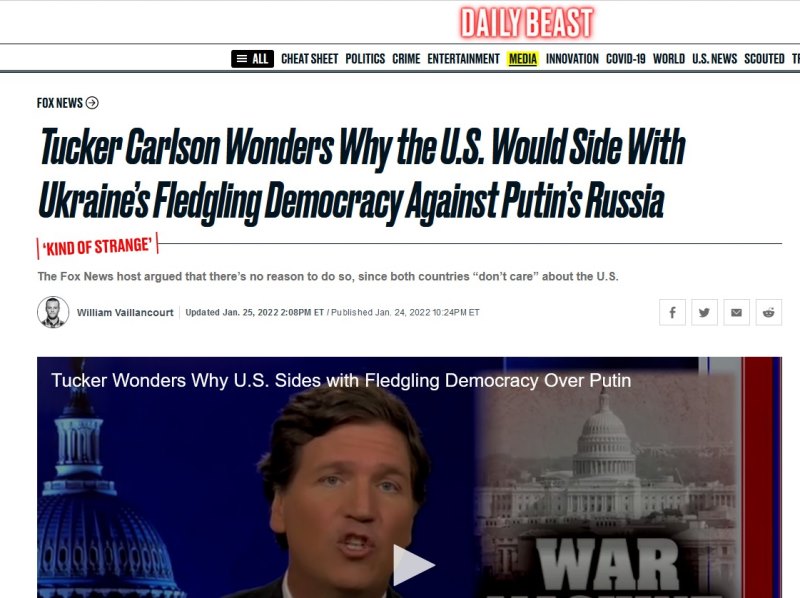 DAILY BEAST
ALL CHEAT SHEET POLITICS CRIME ENTERTAINMENT MEDIA INNOVATION COVID-19 WORLD U.S. NEWS SCOUTED
FOX NEWS
Tucker Carlson Wonders Why the U.S. Would Side With
Ukraine's Fledgling Democracy Against Putin's Russia
'KIND OF STRANGE'
The Fox News host argued that there's no reason to do so, since both countries “don't care” about the U.S.
William Vaillancourt Updated Jan. 25, 2022 2:08PM ET / Published Jan. 24, 2022 10:24PM ET
Tucker Wonders Why U.S. Sides with Fledgling Democracy Over Putin
WAR